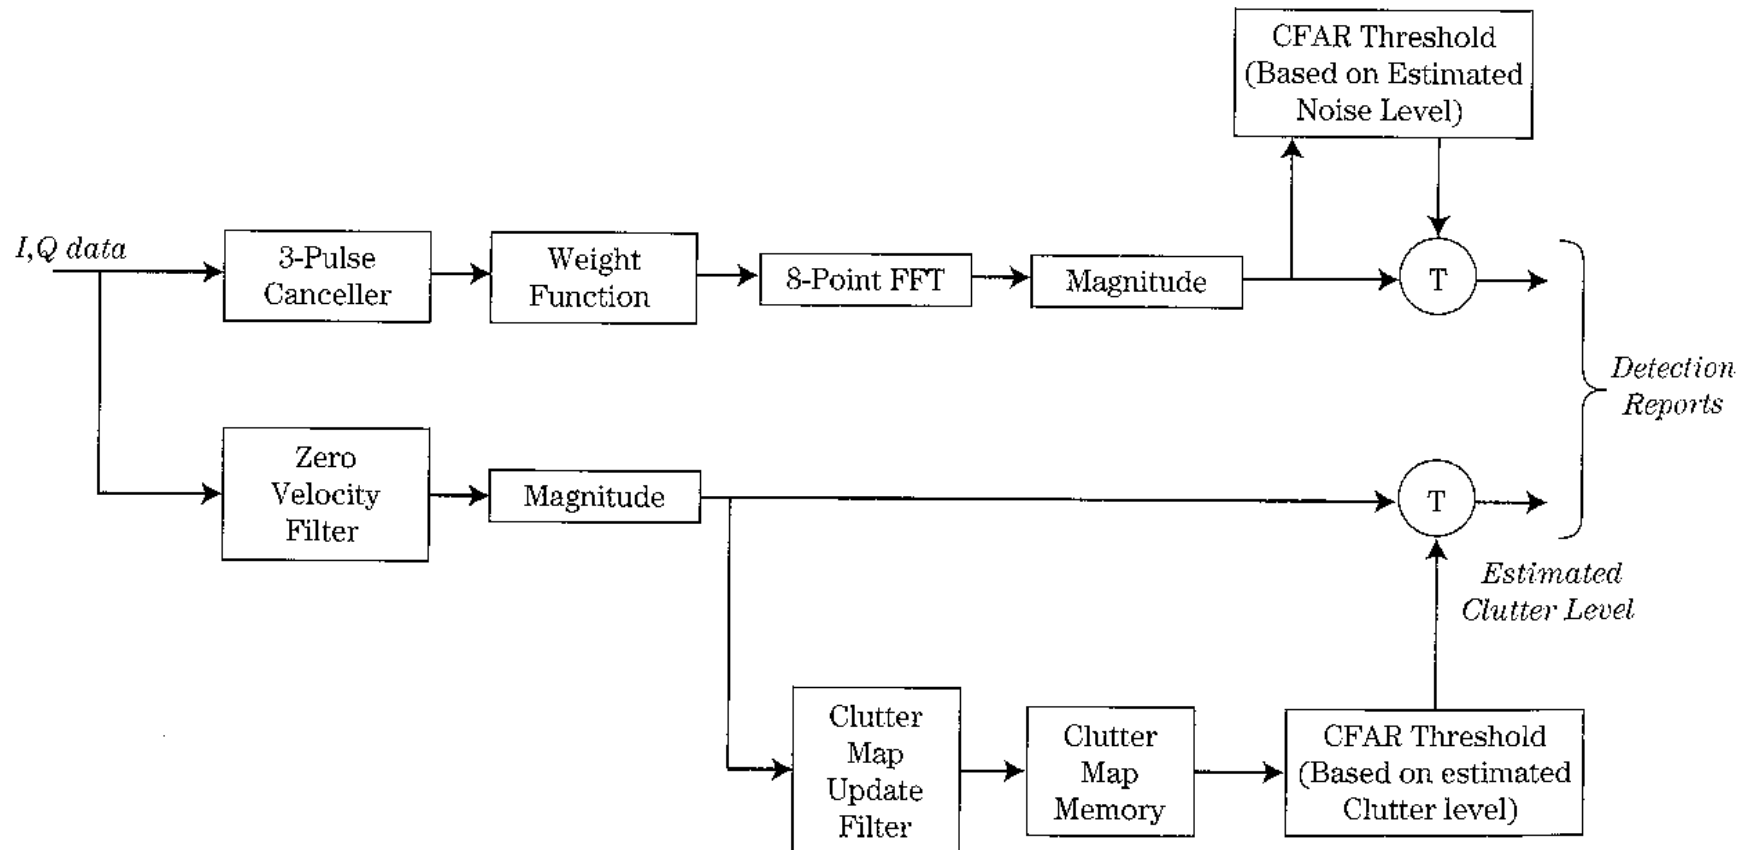 CFAR Threshold
(Based on Estimated
Noise Level)
I,Q data
3-Pulse
Canceller
Weight
Function
8-Point FFT
Magnitude
T
Detection
Reports
Zero
Velocity
Filter
Magnitude
T
Estimated
Clutter Level
Clutter
Map
Update
Filter
Clutter
Map
Memory
CFAR Threshold
(Based on estimated
Clutter level)